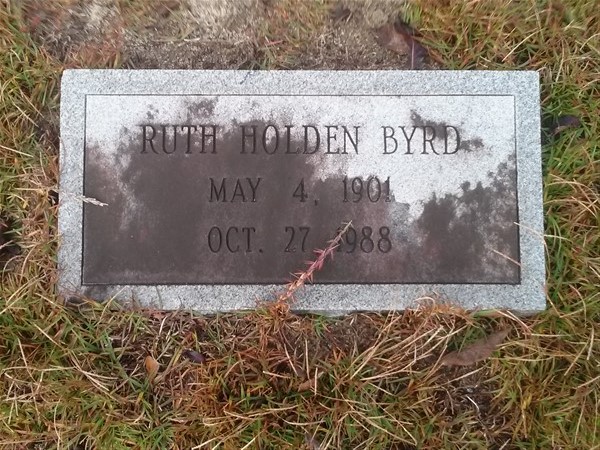 RUTH HOLDEN BYRD
MAY 4, 1901
OCT. 27, 1988